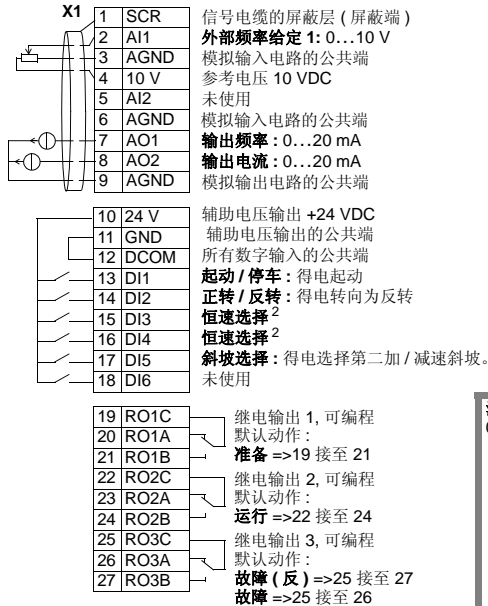 X1
1 SCR 信号电缆的屏蔽层 ( 屏蔽端 )
2 AI1 外部频率给定 1: 0…10 V
3 AGND 模拟输入电路的公共端
4 10 V 参考电压 10 VDC
5 AI2 未使用
6 AGND 模拟输入电路的公共端
7 AO1 输出频率 : 0…20 mA
8 AO2 输出电流 : 0…20 mA
9 AGND 模拟输出电路的公共端
10 24 V 辅助电压输出 +24 VDC
11 GND 辅助电压输出的公共端
12 DCOM 所有数字输入的公共端
13 DI1 起动 / 停车 : 得电起动
14 DI2 正转 / 反转 : 得电转向为反转
15 DI3 恒速选择 2
16 DI4 恒速选择 2
17 DI5 斜坡选择 : 得电选择第二加 / 减速斜坡。
18 DI6 未使用
19 RO1C 继电输出 1, 可编程
20 RO1A 默认动作 :
21 RO1B 准备 =>19 接至 21
22 RO2C 继电输出 2, 可编程
23 RO2A 默认动作 :
24 RO2B 运行 =>22 接至 24
25 RO3C 继电输出 3, 可编程
26 RO3A 默认动作 :
27 RO3B 故障 ( 反 ) =>25 接至 27
故障 =>25 接至 26